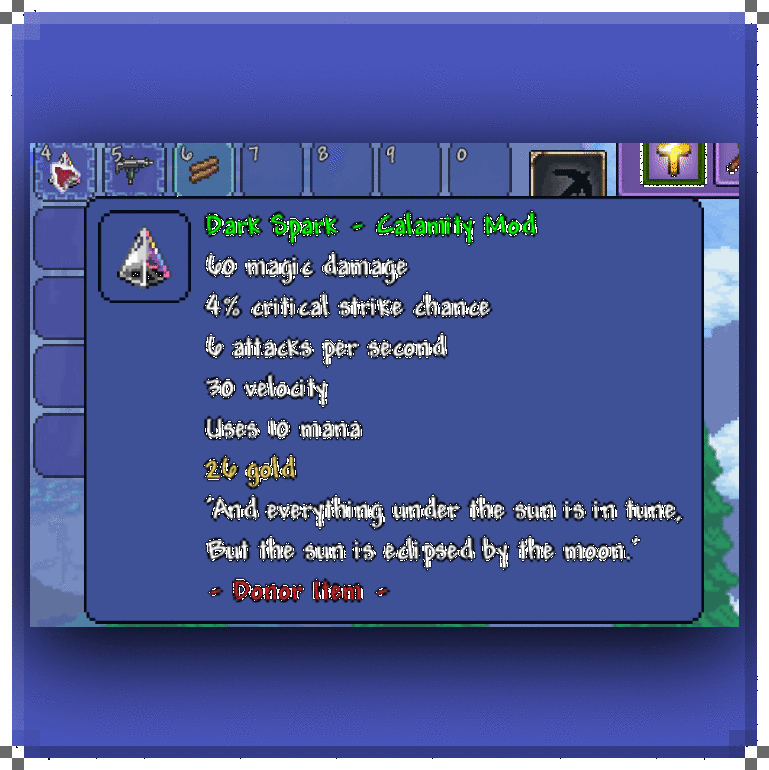 4 5 6 7 8 9 0
Dark Spark - Calamity Mod
60 magic damage
4% critical strike chance
6 attacks per second
30 velocity
Uses 10 mana
26 gold
"And everything under the sun is in tune,
But the sun is eclipsed by the moon."
- Donor Item -